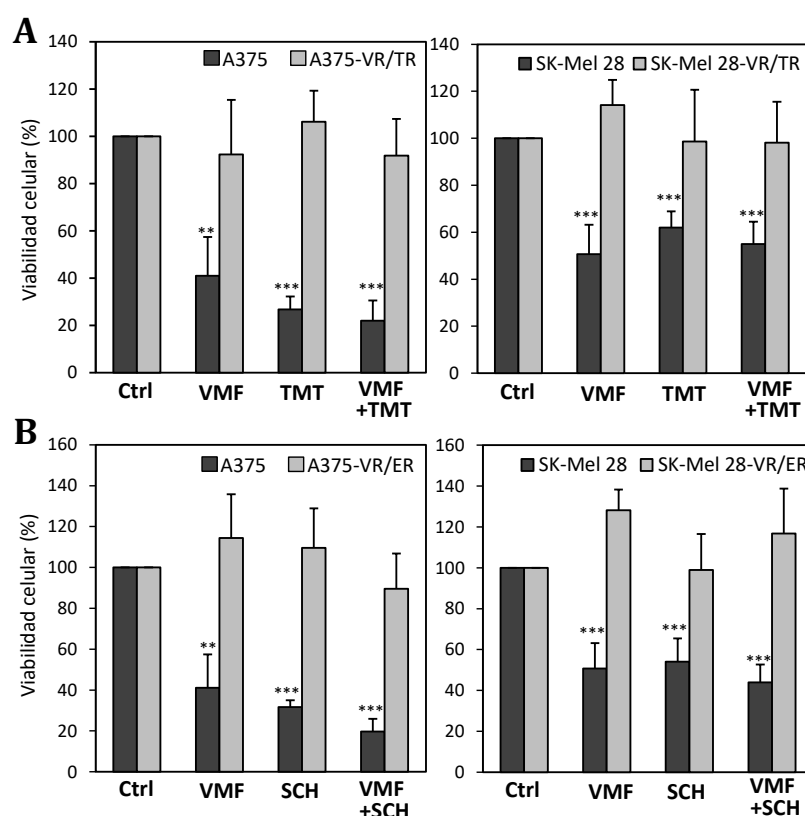 A
A375 A375-VR/TR
SK-Mel 28 SK-Mel 28-VR/TR
Viabilidad celular (%)
140
120
100
80
60
40
20
0
**
***
***
Ctrl VMF TMT VMF
+TMT
140
120
100
80
60
40
20
0
***
***
***
Ctrl VMF TMT VMF
+TMT
B
A375 A375-VR/ER
SK-Mel 28 SK-Mel 28-VR/ER
Viabilidad celular (%)
160
140
120
100
80
60
40
20
0
**
***
***
Ctrl VMF SCH VMF
+SCH
160
140
120
100
80
60
40
20
0
***
***
***
Ctrl VMF SCH VMF
+SCH